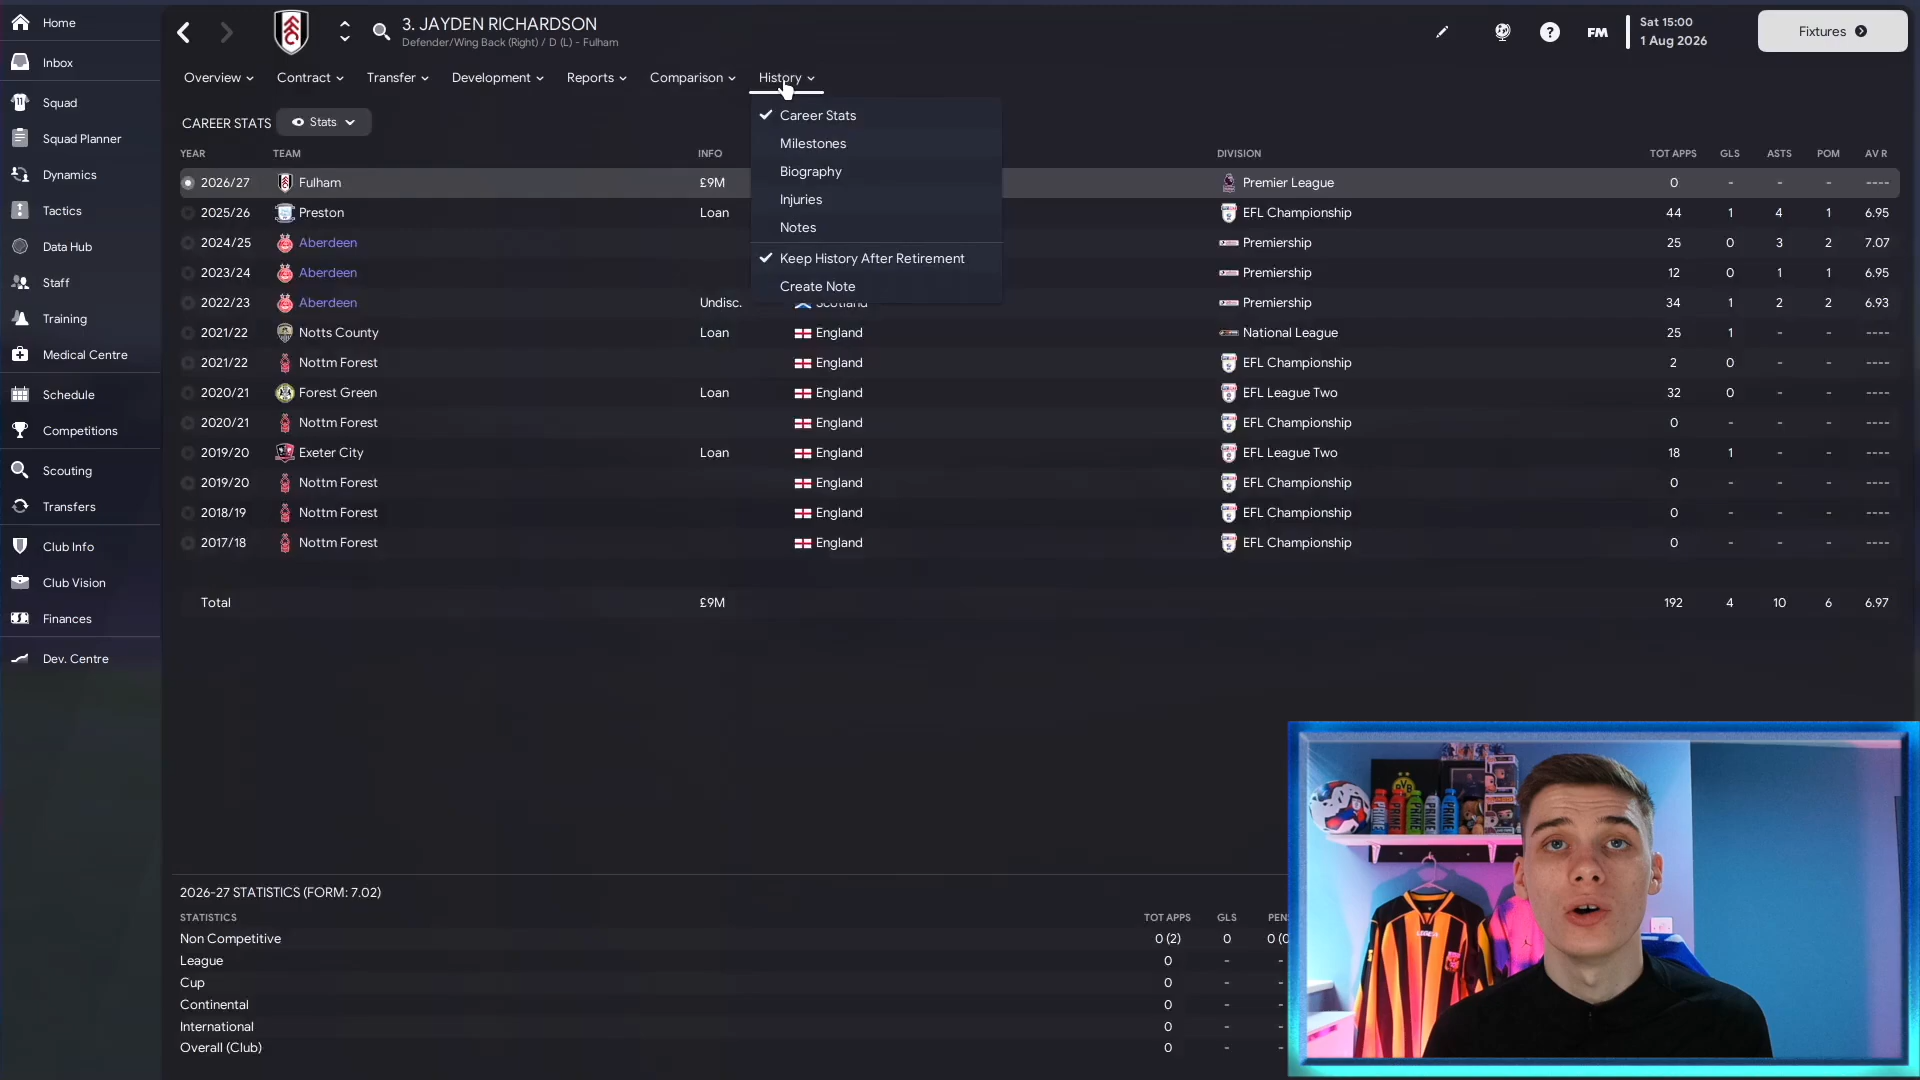 Home
Inbox
Squad
Squad Planner
Dynamics
Tactics
Data Hub
Staff
Training
Medical Centre
Schedule
Competitions
Scouting
Transfers
Club Info
Club Vision
Finances
Dev. Centre
3. JAYDEN RICHARDSON
Defender/Wing Back (Right) / D (L) - Fulham
FM
Sat 15:00
1 Aug 2026
Fixtures
Overview Contract Transfer Development Reports Comparison History
Career Stats
Milestones
Biography
Injuries
Notes
Keep History After Retirement
Create Note
CAREER STATS Stats
YEAR TEAM INFO DIVISION TOT APPS GLS ASTS POM AV R
2026/27 Fulham £9M Premier League 0 - - - ----
2025/26 Preston Loan EFL Championship 44 1 4 1 6.95
2024/25 Aberdeen Premiership 25 0 3 2 7.07
2023/24 Aberdeen Premiership 12 0 1 1 6.95
2022/23 Aberdeen Undisc. Scotland Premiership 34 1 2 2 6.93
2021/22 Notts County Loan England National League 25 1 - - ----
2021/22 Nottm Forest England EFL Championship 2 0 - - ----
2020/21 Forest Green Loan England EFL League Two 32 0 - - ----
2020/21 Nottm Forest England EFL Championship 0 - - - ----
2019/20 Exeter City Loan England EFL League Two 18 1 - - ----
2019/20 Nottm Forest England EFL Championship 0 - - - ----
2018/19 Nottm Forest England EFL Championship 0 - - - ----
2017/18 Nottm Forest England EFL Championship 0 - - - ----
Total £9M 192 4 10 6 6.97
2026-27 STATISTICS (FORM: 7.02)
STATISTICS TOT APPS GLS PENS
Non Competitive 0 (2) 0 0 (0
League 0 - -
Cup 0 - -
Continental 0 - -
International 0 - -
Overall (Club) 0 - -
PRIME PRIME PRIME PRIME
BVB